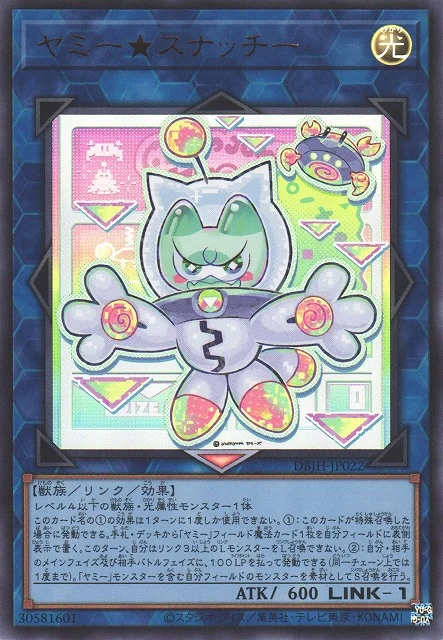 ヤミー★スナッチー
光
DBJH-JP022
【獣族／リンク／効果】
レベル4以下の獣族・光属性モンスター1体
このカード名の①の効果は1ターンに1度しか使用できない。①：このカードが特殊召喚し
た場合に発動できる。手札・デッキから「ヤミー」フィールド魔法カード1枚を自分フィールドに表側
表示で置く。このターン、自分はリンク3以上のLモンスターをL召喚できない。②：自分・相手
のメインフェイズ及び相手バトルフェイズに、100LPを払って発動できる（同一チェーン上では
1度まで）。「ヤミー」モンスターを含む自分フィールドのモンスターを素材としてS召喚を行う。
ATK/ 600 LINK-1
30581601
©スタジオ・ダイス／集英社・テレビ東京・KONAMI